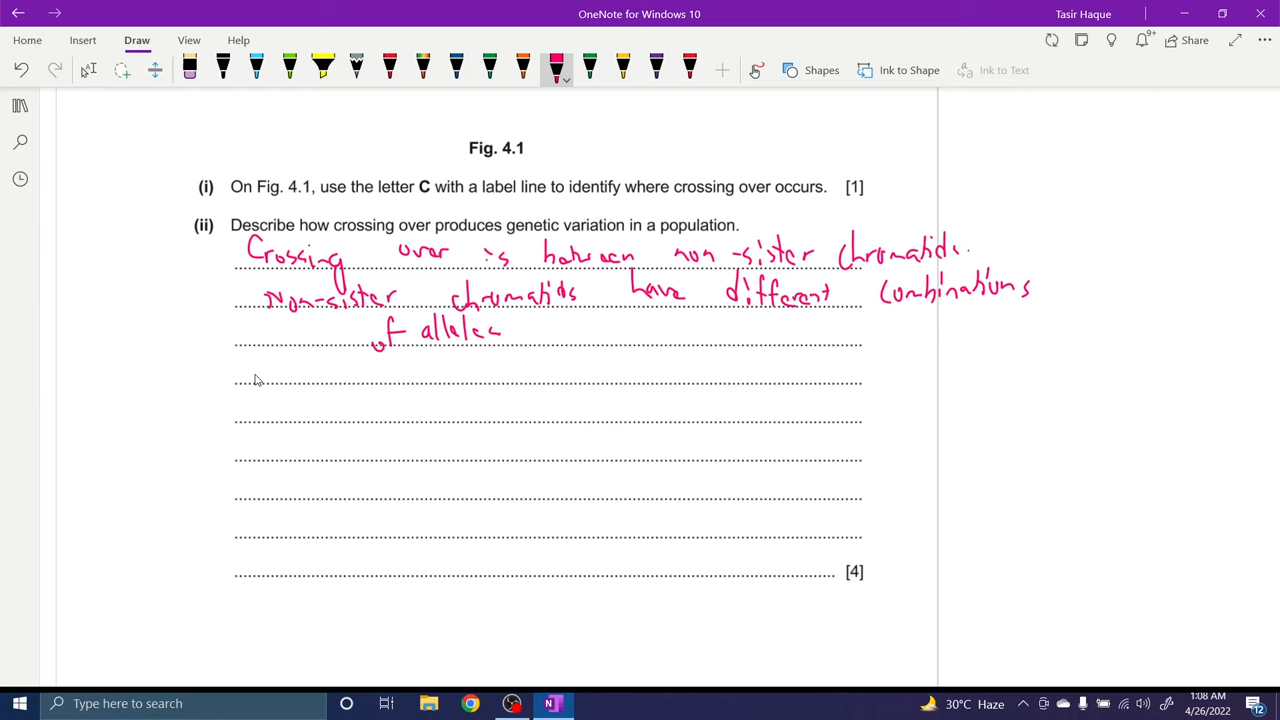 OneNote for Windows 10
Tasir Haque
Home Insert Draw View Help
9+
Share
Shapes
Ink to Shape
Ink to Text
Fig. 4.1
(i) On Fig. 4.1, use the letter C with a label line to identify where crossing over occurs. [1]
(ii) Describe how crossing over produces genetic variation in a population.
Crossing over is between non-sister chromatids.
Non-sister chromatids have different combinations
of alleles
[4]
Type here to search
N
30°C Haze
1:08 AM
4/26/2022
12